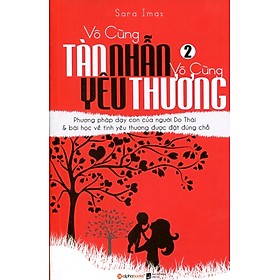 Sara Imas
Vô Cùng
TÀN NHẪN 2 Vô Cùng
YÊU THƯƠNG
Phương pháp dạy con của người Do Thái
& bài học về tình yêu thương được đặt đúng chỗ
alphabooks